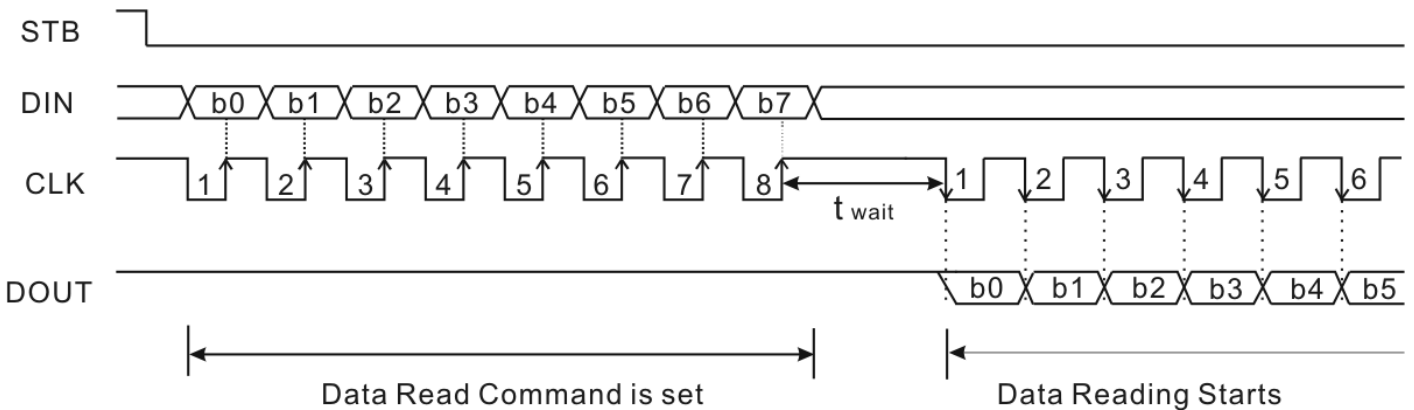 STB
DIN b0 b1 b2 b3 b4 b5 b6 b7
CLK 1 2 3 4 5 6 7 8 1 2 3 4 5 6
t wait
DOUT b0 b1 b2 b3 b4 b5
Data Read Command is set Data Reading Starts